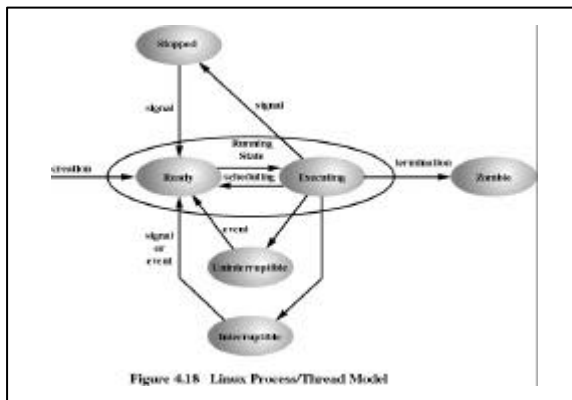 Stopped
signal
signal
Running
State
creation
Ready
scheduling
Executing
termination
Zombie
signal
or
event
event
Uninterruptible
Interruptible
Figure 4.18 Linux Process/Thread Model